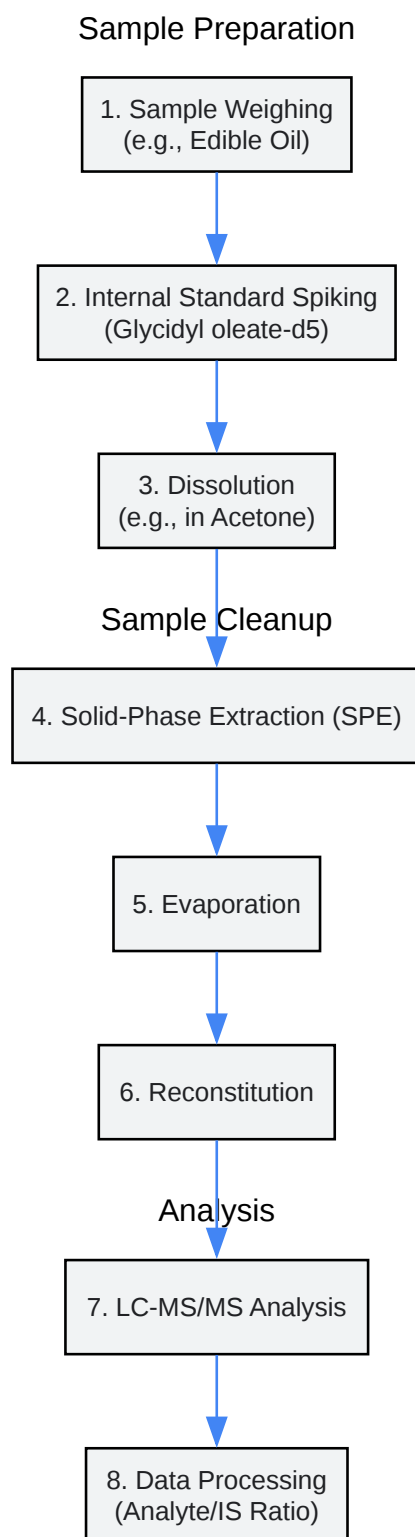 Sample Preparation
1. Sample Weighing
(e.g., Edible Oil)
2. Internal Standard Spiking
(Glycidyl oleate-d5)
3. Dissolution
(e.g., in Acetone)
Sample Cleanup
4. Solid-Phase Extraction (SPE)
5. Evaporation
6. Reconstitution
Analysis
7. LC-MS/MS Analysis
8. Data Processing
(Analyte/IS Ratio)